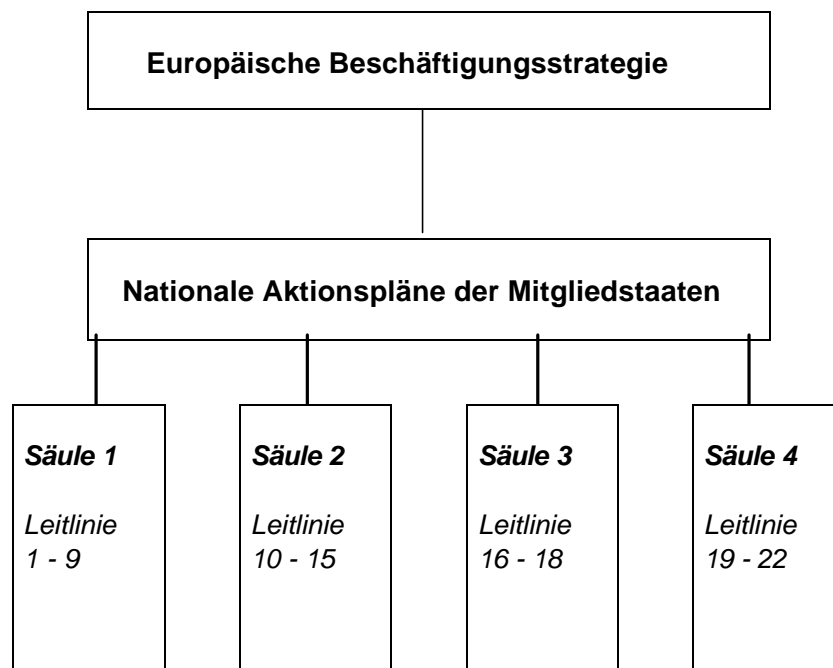 Europäische Beschäftigungsstrategie
Nationale Aktionspläne der Mitgliedstaaten
Säule 1
Leitlinie
1 - 9
Säule 2
Leitlinie
10 - 15
Säule 3
Leitlinie
16 - 18
Säule 4
Leitlinie
19 - 22